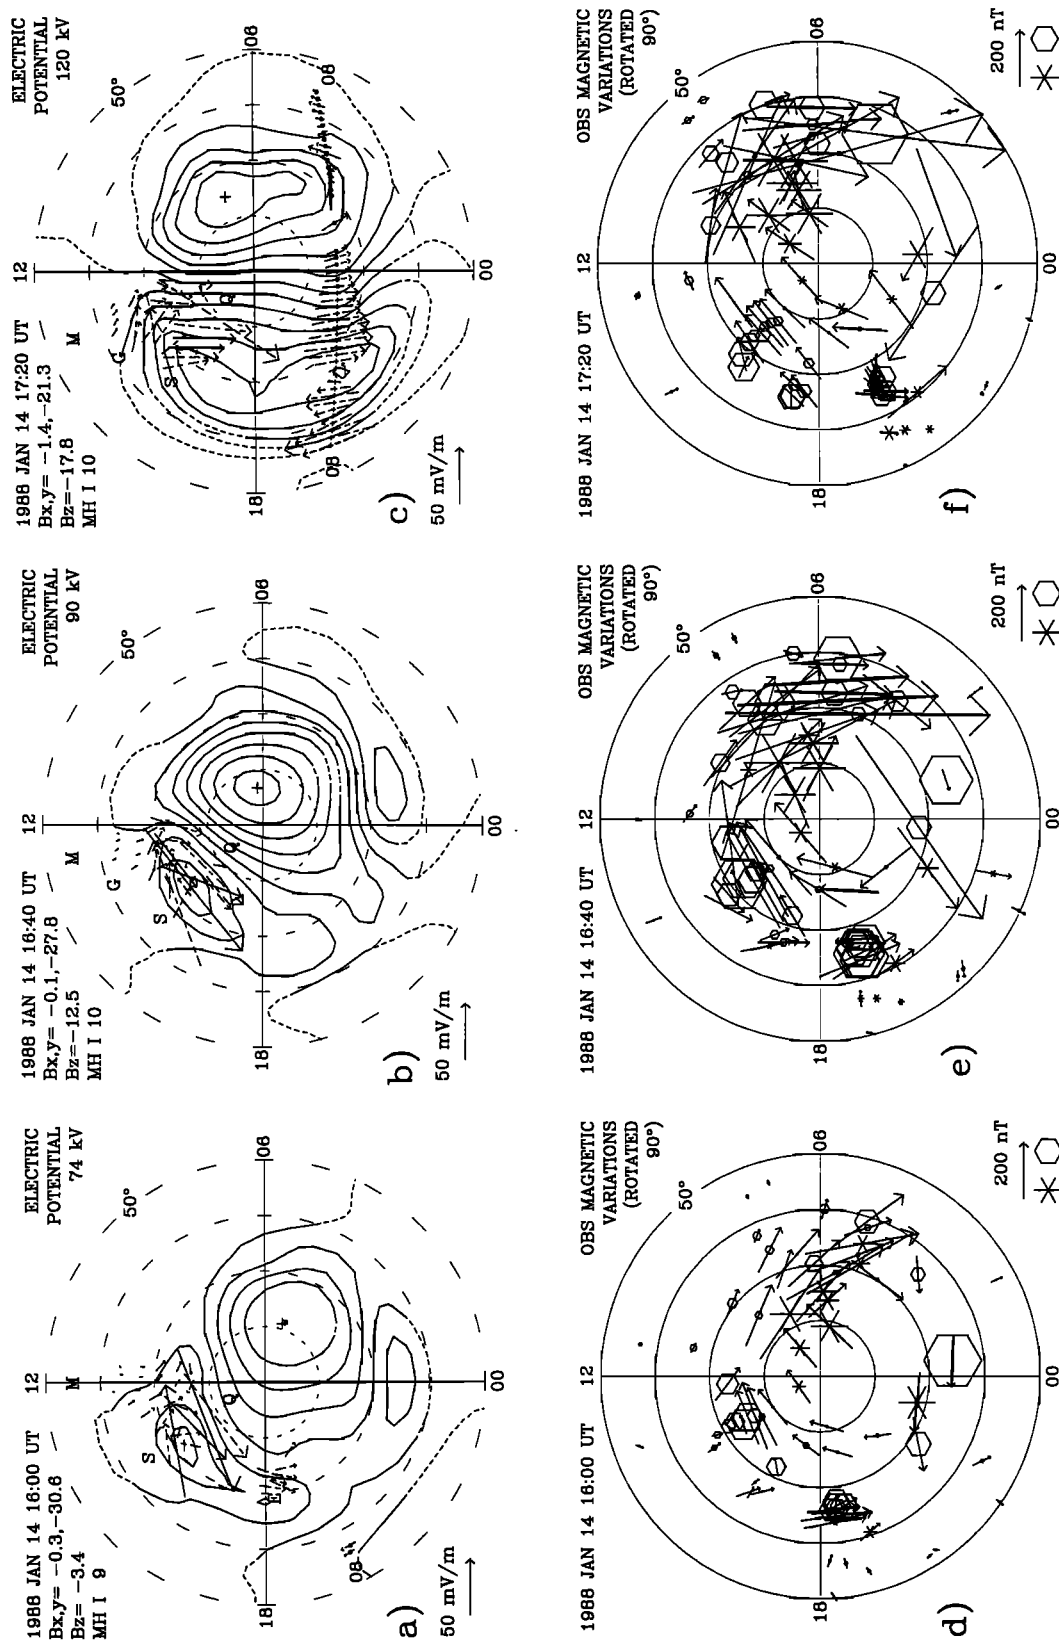 1988 JAN 14 16:00 UT
Bx,y= −0.3,−30.6
Bz= −3.4
MH I 9
ELECTRIC
POTENTIAL
74 kV
50°
12
M
S
Q
E
18
06
08
00
50 mV/m
a)
1988 JAN 14 16:40 UT
Bx,y= −0.1,−27.8
Bz=−12.5
MH I 10
ELECTRIC
POTENTIAL
90 kV
50°
12
M
G
S
Q
18
06
00
50 mV/m
b)
1988 JAN 14 17:20 UT
Bx,y= −1.4,−21.3
Bz=−17.8
MH I 10
ELECTRIC
POTENTIAL
120 kV
50°
12
M
G
S
Q
18
06
08
08
00
50 mV/m
c)
1988 JAN 14 16:00 UT
OBS MAGNETIC
VARIATIONS
(ROTATED
90°)
50°
12
18
06
00
200 nT
d)
1988 JAN 14 16:40 UT
OBS MAGNETIC
VARIATIONS
(ROTATED
90°)
50°
12
18
06
00
200 nT
e)
1988 JAN 14 17:20 UT
OBS MAGNETIC
VARIATIONS
(ROTATED
90°)
50°
12
18
06
00
200 nT
f)